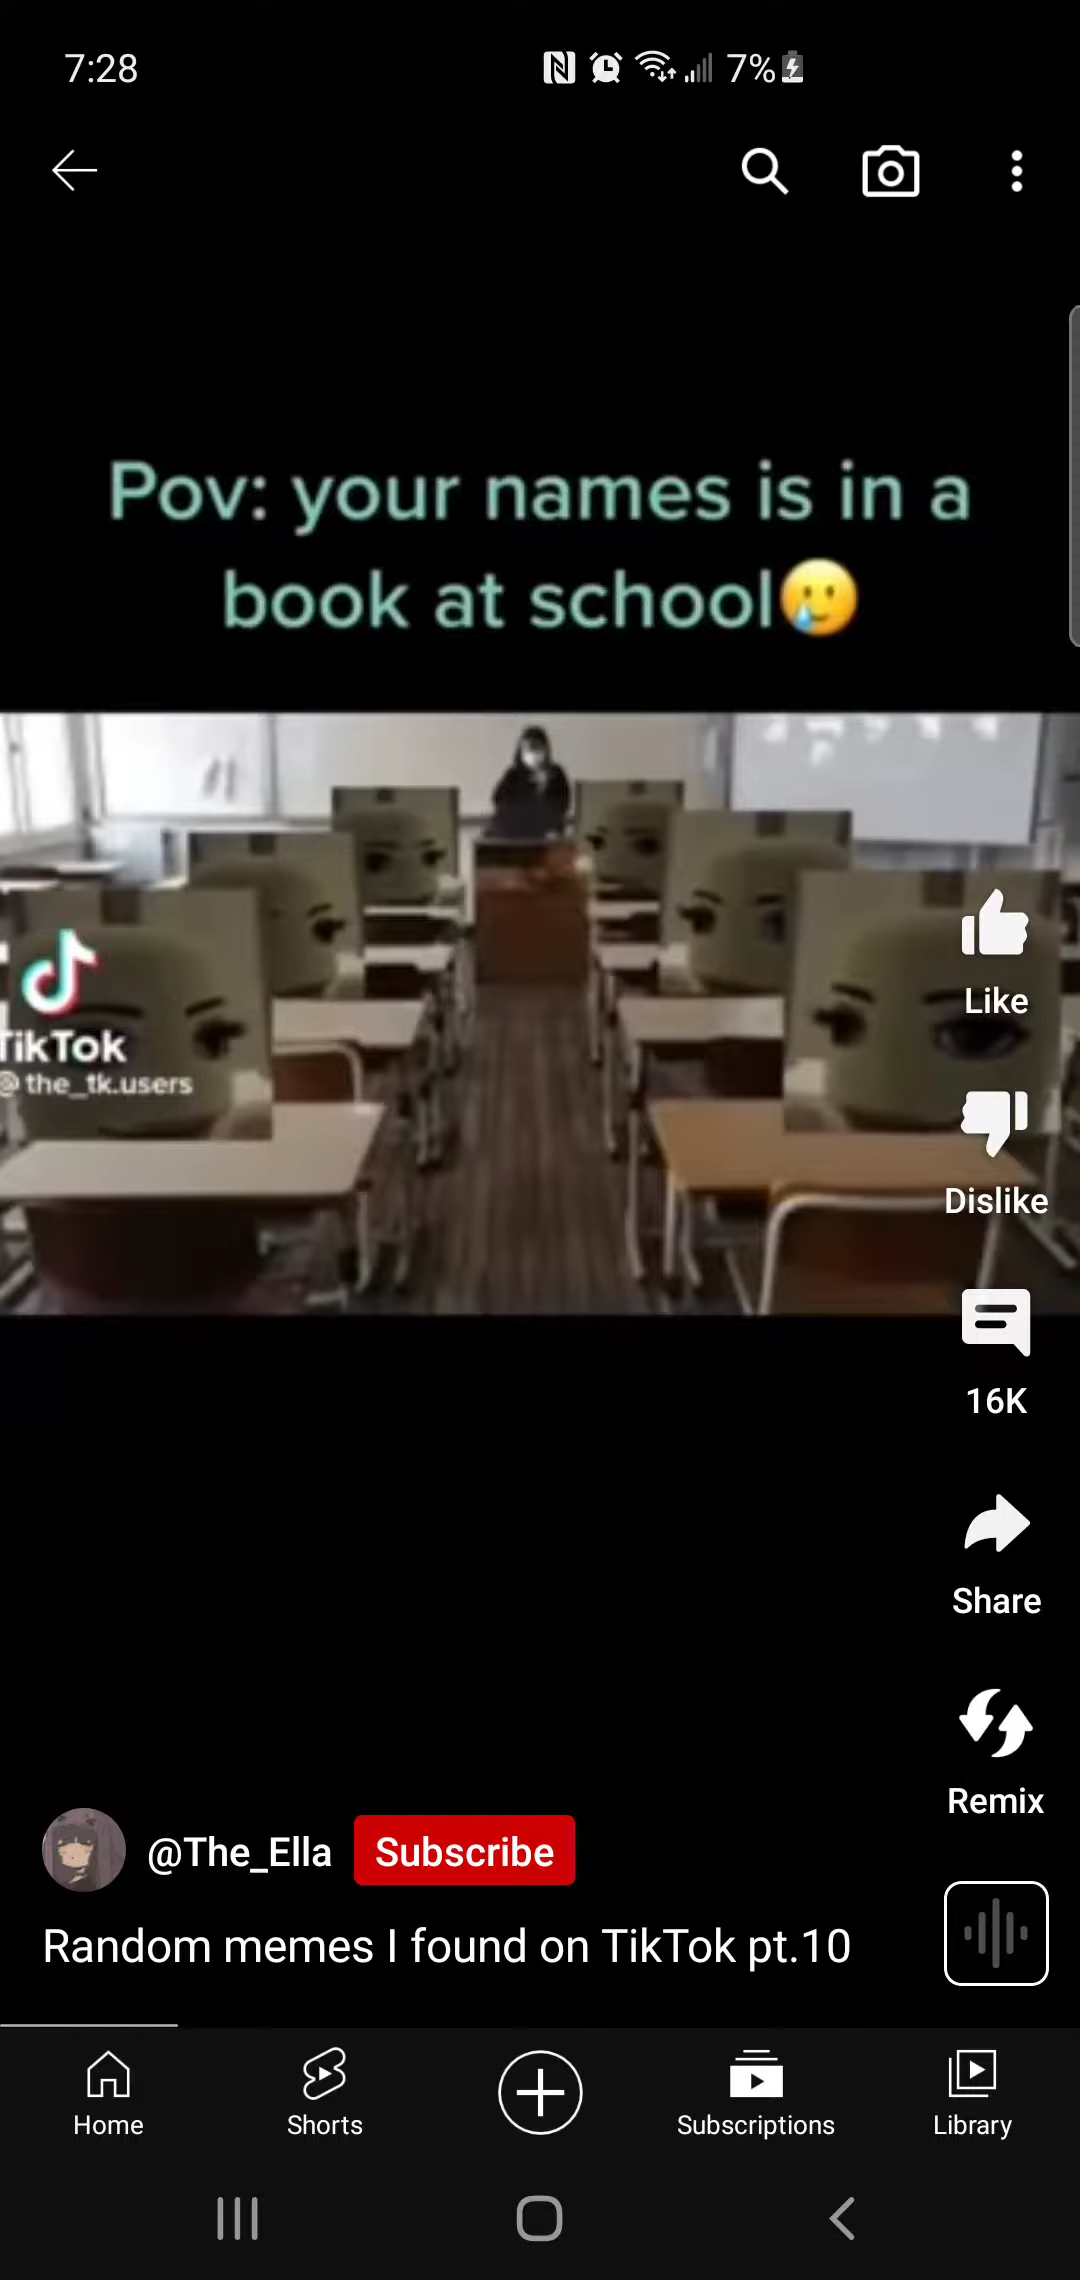 7:28
7%
Pov: your names is in a
book at school🥲
TikTok
@the_tk.users
Like
Dislike
16K
Share
Remix
@The_Ella Subscribe
Random memes I found on TikTok pt.10
Home
Shorts
Subscriptions
Library